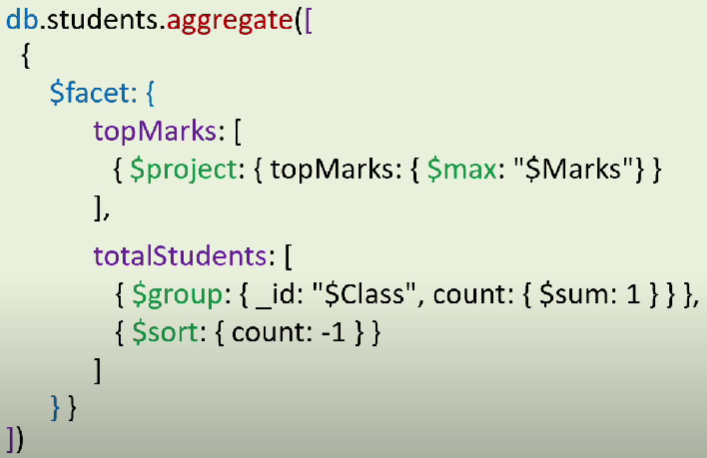 db.students.aggregate([
{
$facet: {
topMarks: [
{ $project: { topMarks: { $max: "$Marks"} }
],
totalStudents: [
{ $group: { _id: "$Class", count: { $sum: 1 } } },
{ $sort: { count: -1 } }
]
} }
])